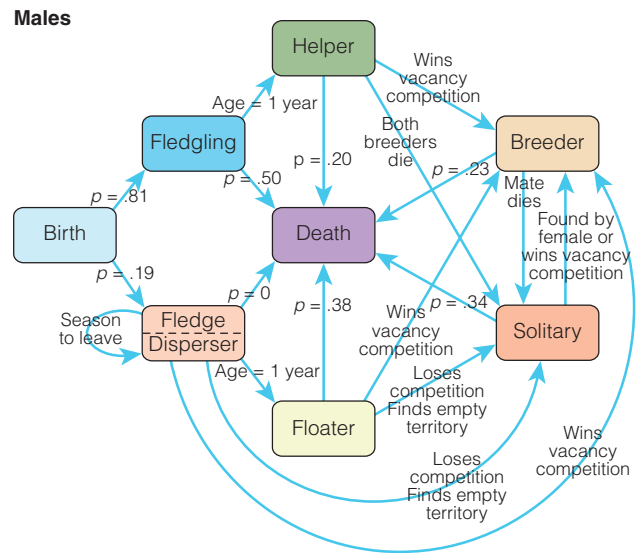 Males
Helper
Wins
vacancy
competition
Age = 1 year
Both
breeders
die
Fledgling
Breeder
p = .20
p = .23
p = .50
Mate
dies
p = .81
Birth
Death
Found by
female or
wins vacancy
competition
p = .19
p = 0
p = .38
p = .34
Season
to leave
Fledge
Disperser
Wins
vacancy
competition
Solitary
Age = 1 year
Loses
competition
Finds empty
territory
Floater
Wins
vacancy
competition
Loses
competition
Finds empty
territory